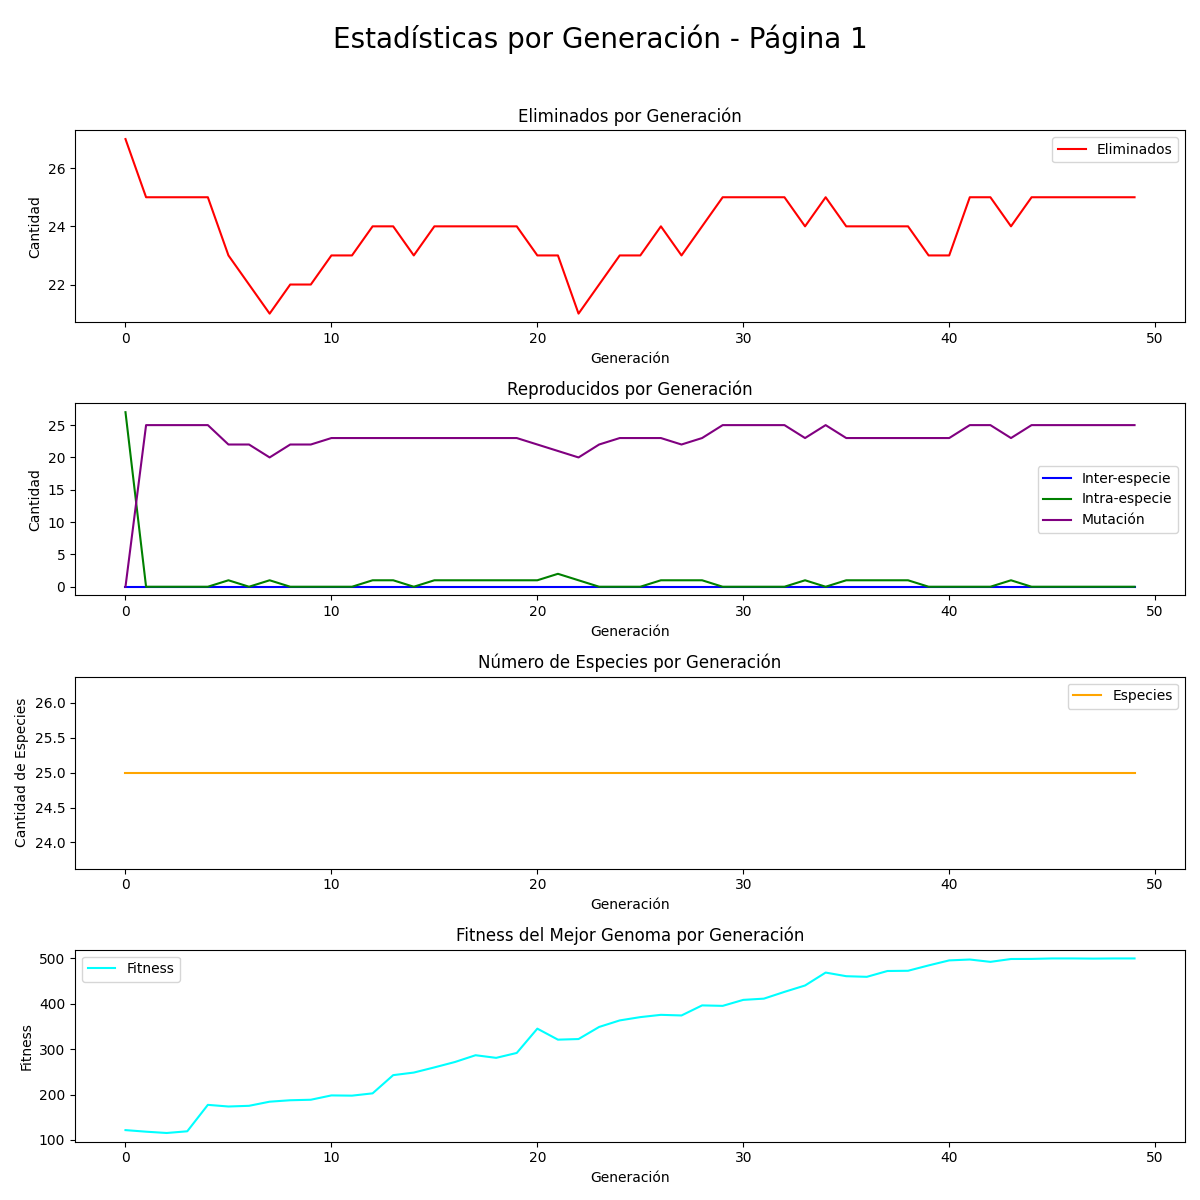 Estadísticas por Generación - Página 1
Eliminados por Generación
Cantidad
26
24
22
Eliminados
0 10 20 30 40 50
Generación
Reproducidos por Generación
Cantidad
25
20
15
10
5
0
Inter-especie
Intra-especie
Mutación
0 10 20 30 40 50
Generación
Número de Especies por Generación
Cantidad de Especies
26.0
25.5
25.0
24.5
24.0
Especies
0 10 20 30 40 50
Generación
Fitness del Mejor Genoma por Generación
Fitness
500
400
300
200
100
Fitness
0 10 20 30 40 50
Generación